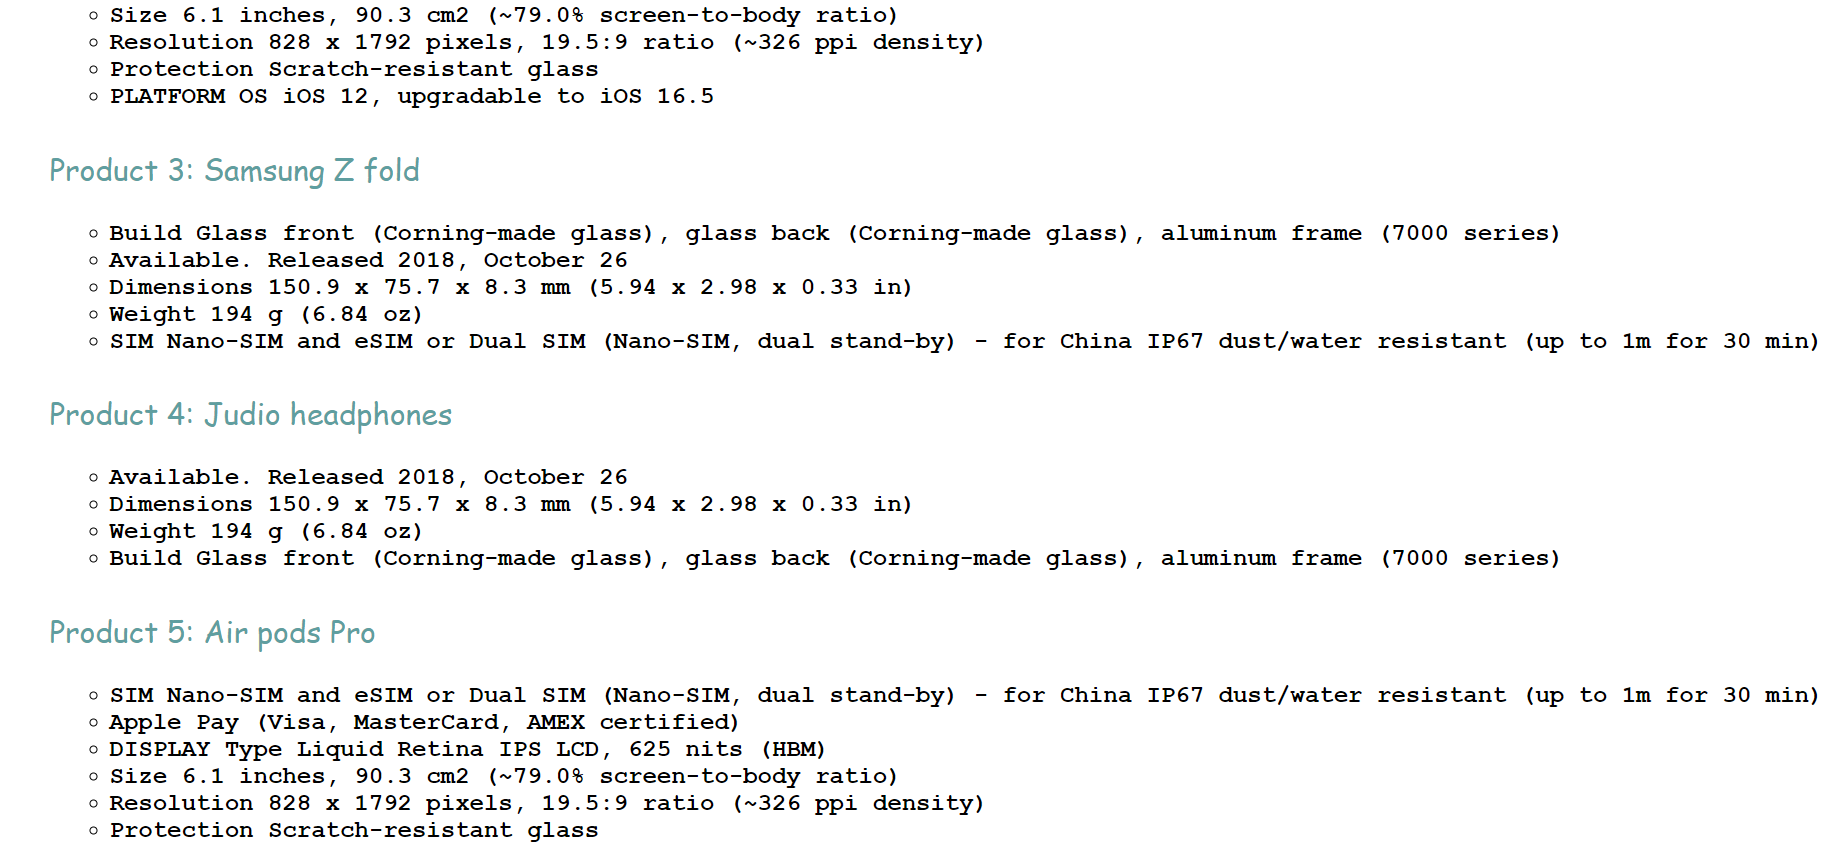 Size 6.1 inches, 90.3 cm2 (~79.0% screen-to-body ratio)
Resolution 828 x 1792 pixels, 19.5:9 ratio (~326 ppi density)
Protection Scratch-resistant glass
PLATFORM OS iOS 12, upgradable to iOS 16.5
Product 3: Samsung Z fold
Build Glass front (Corning-made glass), glass back (Corning-made glass), aluminum frame (7000 series)
Available. Released 2018, October 26
Dimensions 150.9 x 75.7 x 8.3 mm (5.94 x 2.98 x 0.33 in)
Weight 194 g (6.84 oz)
SIM Nano-SIM and eSIM or Dual SIM (Nano-SIM, dual stand-by) - for China IP67 dust/water resistant (up to 1m for 30 min)
Product 4: Judio headphones
Available. Released 2018, October 26
Dimensions 150.9 x 75.7 x 8.3 mm (5.94 x 2.98 x 0.33 in)
Weight 194 g (6.84 oz)
Build Glass front (Corning-made glass), glass back (Corning-made glass), aluminum frame (7000 series)
Product 5: Air pods Pro
SIM Nano-SIM and eSIM or Dual SIM (Nano-SIM, dual stand-by) - for China IP67 dust/water resistant (up to 1m for 30 min)
Apple Pay (Visa, MasterCard, AMEX certified)
DISPLAY Type Liquid Retina IPS LCD, 625 nits (HBM)
Size 6.1 inches, 90.3 cm2 (~79.0% screen-to-body ratio)
Resolution 828 x 1792 pixels, 19.5:9 ratio (~326 ppi density)
Protection Scratch-resistant glass